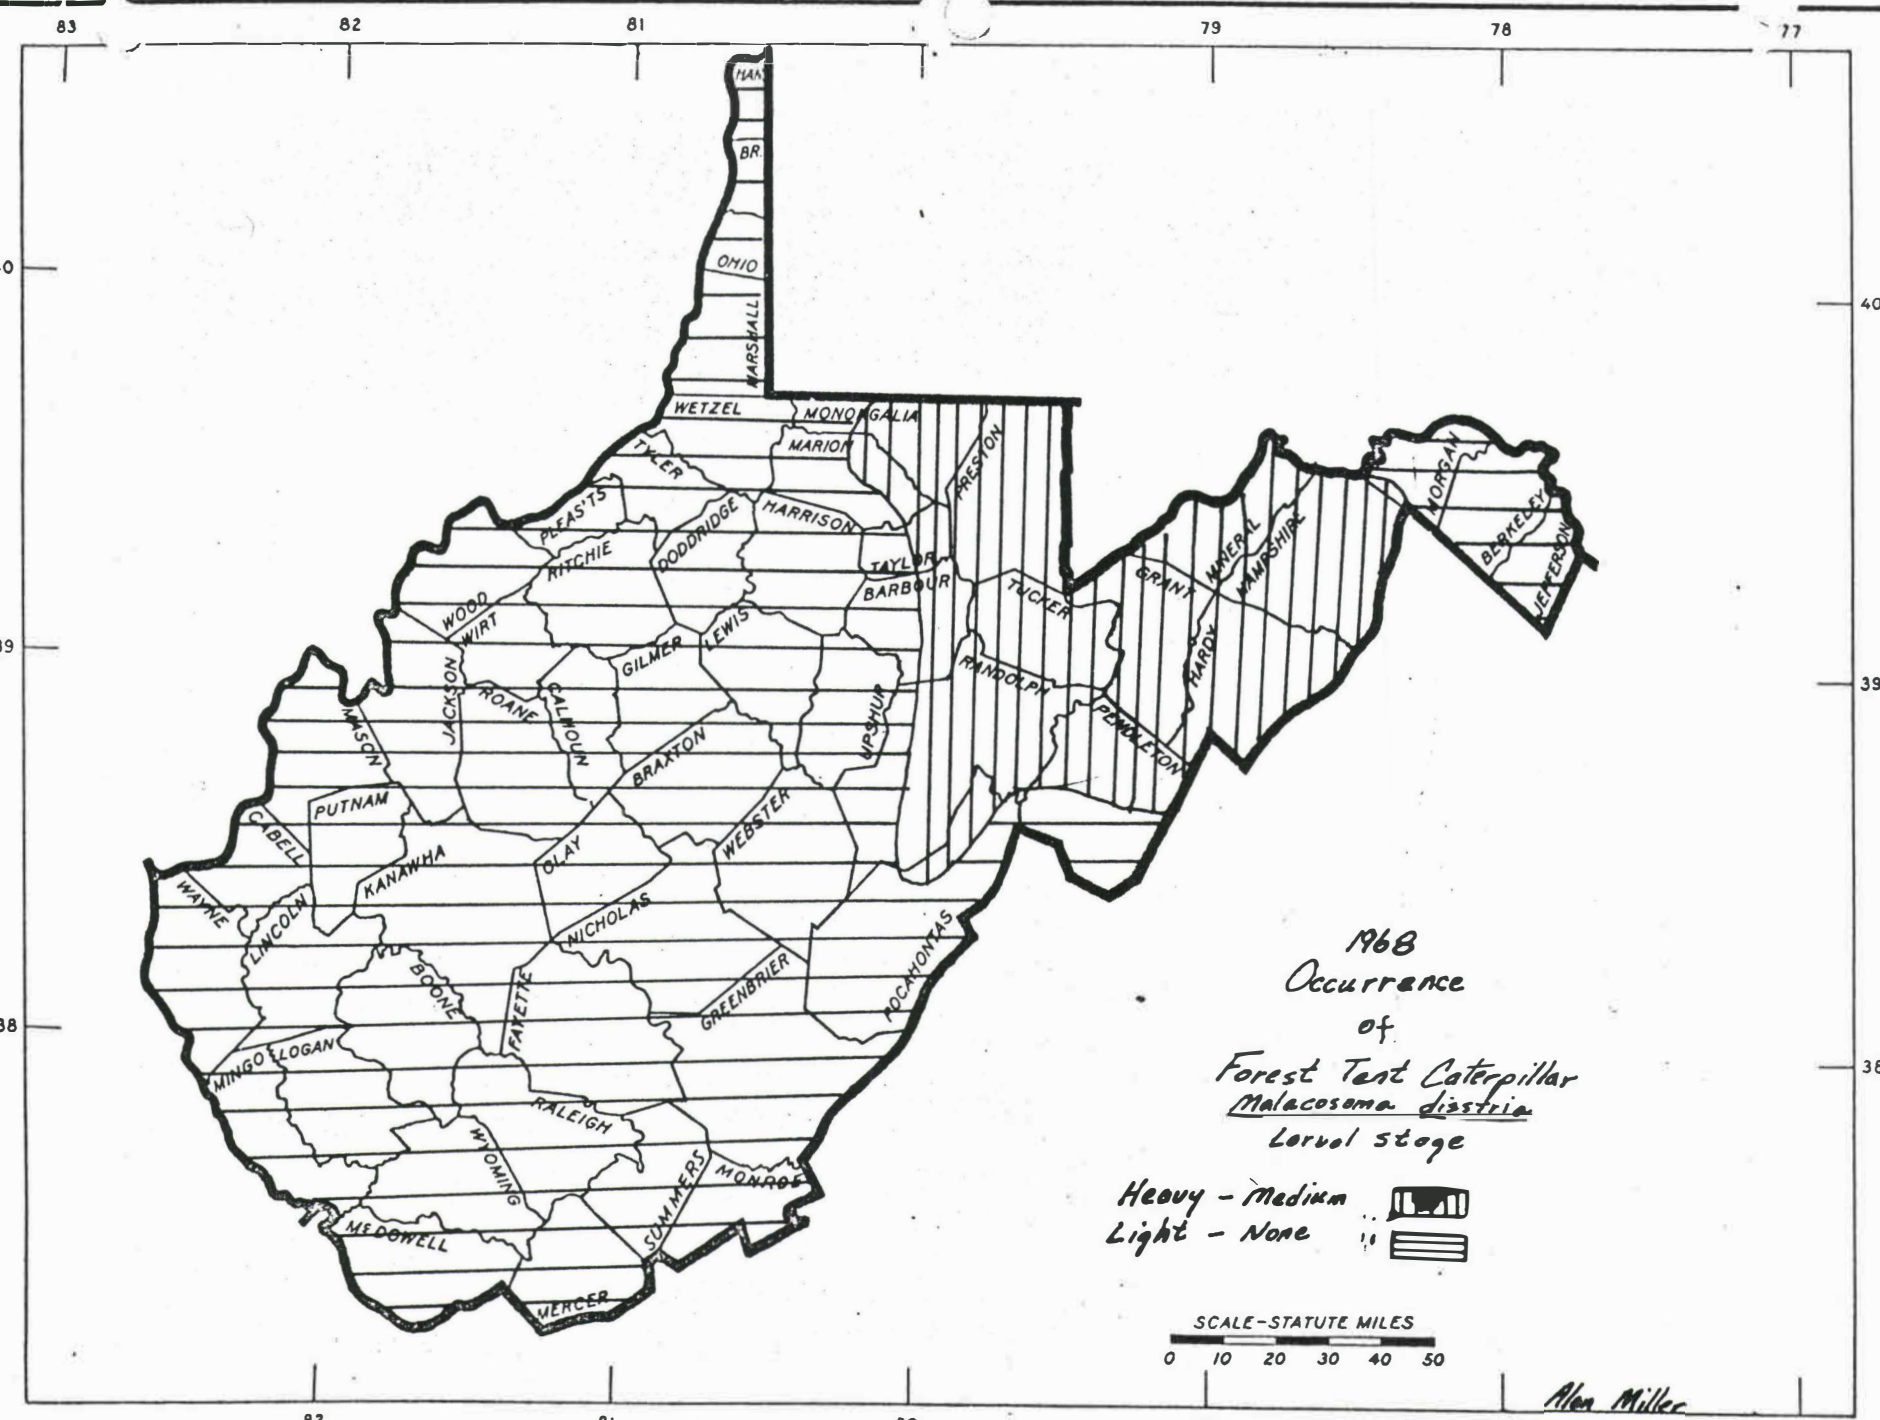 83 82 81 79 78 77
HAN
BR.
OHIO
40
MARSHALL
WETZEL
MONONGALIA
MARION
TYLER
PRESTON
MORGAN
PLEAS'TS
HARRISON
BERKELEY
JEFFERSON
DODDRIDGE
RITCHIE
TAYLOR
BARBOUR
TUCKER
GRANT
MINERAL
HAMPSHIRE
WOOD
WIRT
LEWIS
GILMER
HARDY
39
RANDOLPH
JACKSON
ROANE
CALHOUN
UPSHUR
MASON
BRAXTON
PENDLETON
PUTNAM
CABELL
WEBSTER
CLAY
KANAWHA
WAYNE
LINCOLN
NICHOLAS
POCAHONTAS
BOONE
FAYETTE
GREENBRIER
MINGO
LOGAN
38
RALEIGH
WYOMING
SUMMERS
MONROE
McDOWELL
MERCER
1968
Occurrance
of
Forest Tent Caterpillar
Malacosoma disstria
Larval stage
Heavy - Medium
Light - None
SCALE-STATUTE MILES
0 10 20 30 40 50
Alan Miller